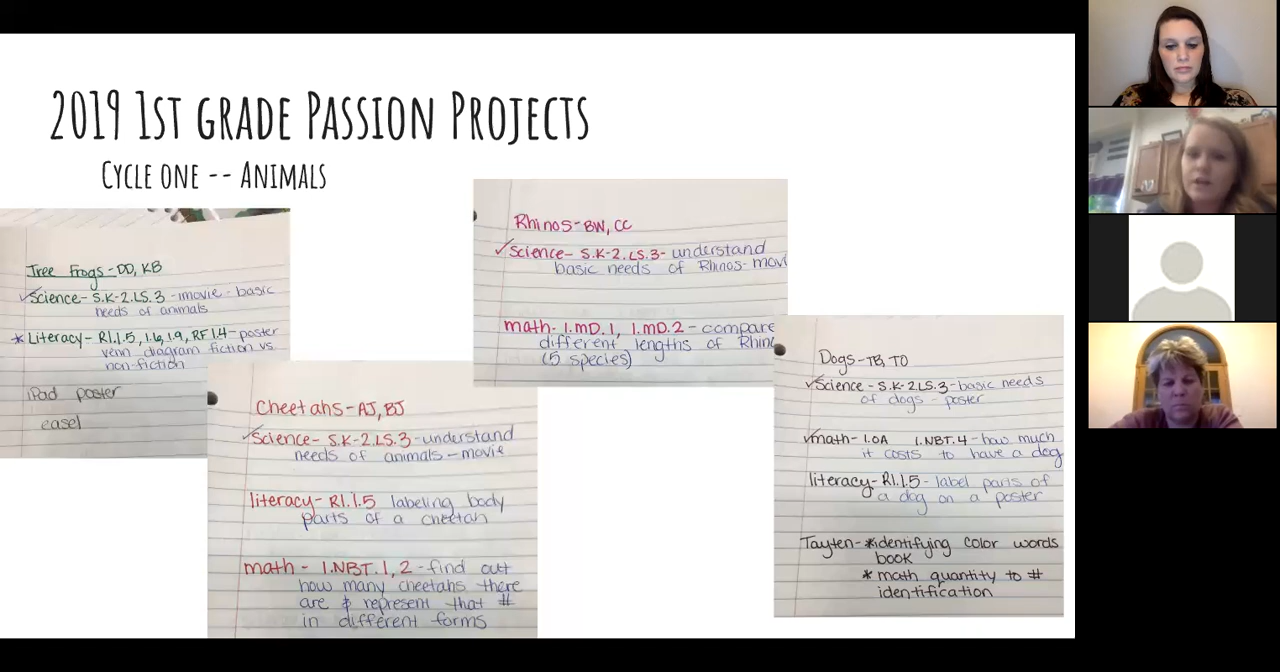 2019 1st grade Passion Projects
Cycle one -- Animals
Tree Frogs-DD, KB
Science- S.K-2.LS.3 -imovie- basic
needs of animals
* Literacy- R1.1.5, 1.6, 1.9, RF1.4- poster
venn diagram fiction vs.
non-fiction
iPad poster
easel
Cheetahs-AJ, BJ
Science- S.K-2.LS.3-understand
needs of animals-movie
literacy- R1.1.5 labeling body
parts of a cheetah
math - 1.NBT.1, 2-find out
how many cheetahs there
are & represent that #
in different forms
Rhinos-BW, CC
Science- S.K-2.LS.3- understand
basic needs of Rhinos-movi
math- 1.MD.1, 1.MD.2 - compare
different lengths of Rhin
(5 species)
Dogs-TB, TO
Science - S.K-2.LS.3-basic needs
of dogs - poster
math- 1.OA 1.NBT.4-how much
it costs to have a dog
literacy-R1.1.5- label parts of
a dog on a poster
Tayten-*identifying color words
book
* math quantity to #
identification